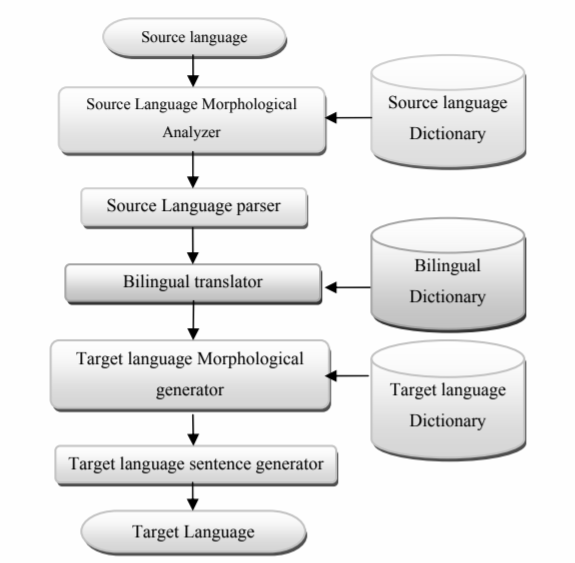 Source language
Source Language Morphological
Analyzer
Source language
Dictionary
Source Language parser
Bilingual translator
Bilingual
Dictionary
Target language Morphological
generator
Target language
Dictionary
Target language sentence generator
Target Language